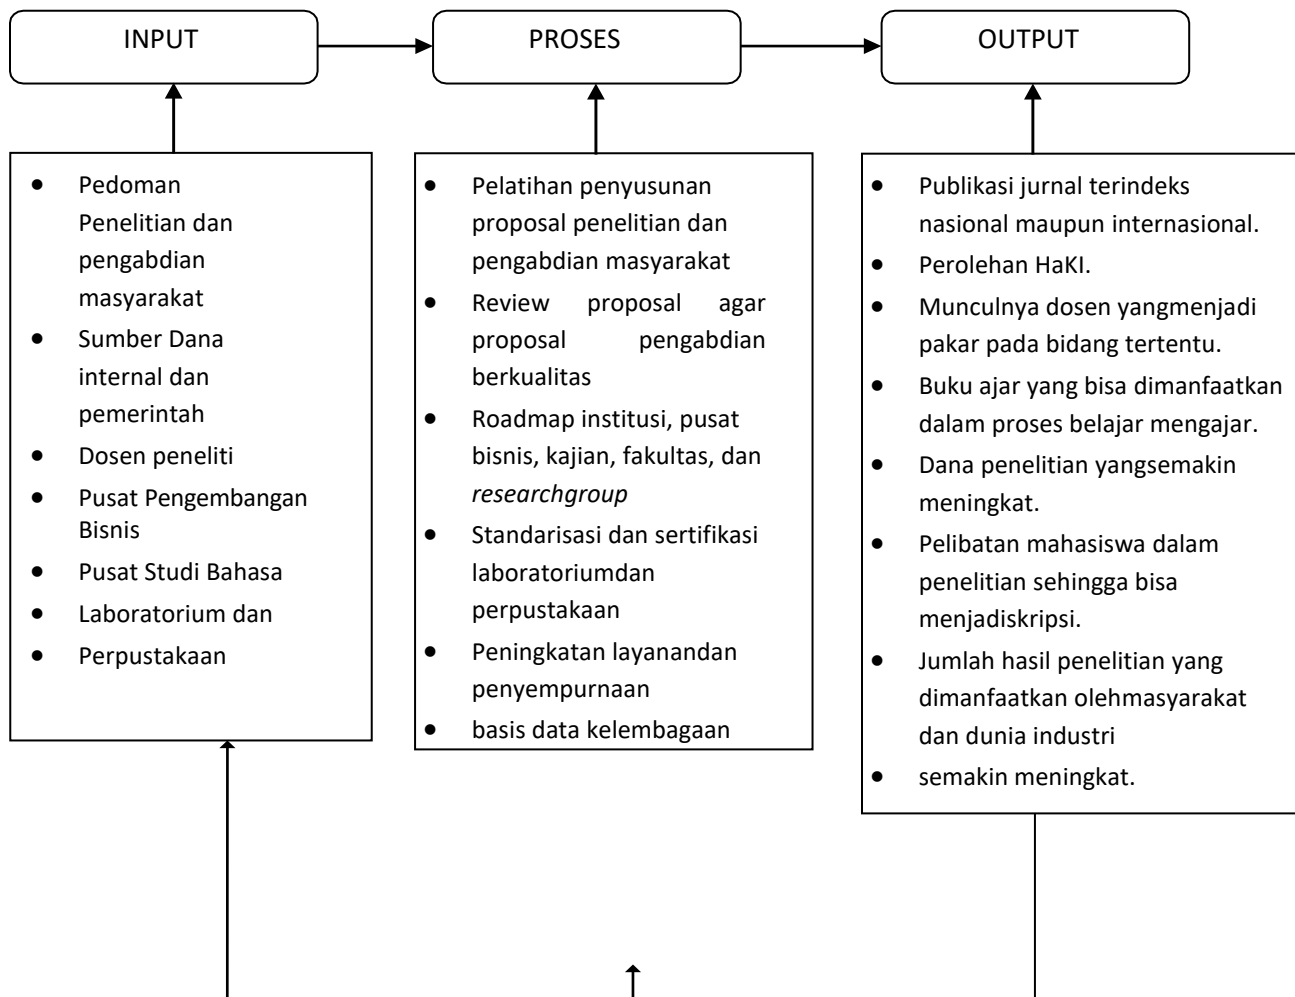 INPUT
PROSES
OUTPUT
• Pedoman
Penelitian dan
pengabdian
masyarakat
• Sumber Dana
internal dan
pemerintah
• Dosen peneliti
• Pusat Pengembangan
Bisnis
• Pusat Studi Bahasa
• Laboratorium dan
• Perpustakaan
• Pelatihan penyusunan
proposal penelitian dan
pengabdian masyarakat
• Review proposal agar
proposal pengabdian
berkualitas
• Roadmap institusi, pusat
bisnis, kajian, fakultas, dan
researchgroup
• Standarisasi dan sertifikasi
laboratoriumdan
perpustakaan
• Peningkatan layanandan
penyempurnaan
• basis data kelembagaan
• Publikasi jurnal terindeks
nasional maupun internasional.
• Perolehan HaKI.
• Munculnya dosen yangmenjadi
pakar pada bidang tertentu.
• Buku ajar yang bisa dimanfaatkan
dalam proses belajar mengajar.
• Dana penelitian yangsemakin
meningkat.
• Pelibatan mahasiswa dalam
penelitian sehingga bisa
menjadiskripsi.
• Jumlah hasil penelitian yang
dimanfaatkan olehmasyarakat
dan dunia industri
• semakin meningkat.